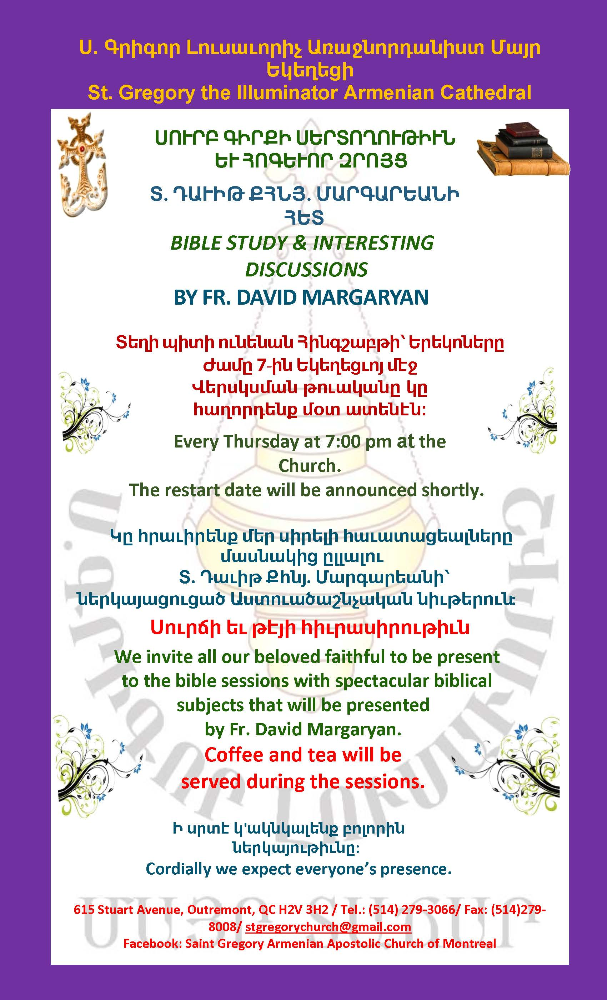 Ս. Գրիգոր Լուսաւորիչ Առաջնորդանիստ Մայր
Եկեղեցի
St. Gregory the Illuminator Armenian Cathedral
ՍՈՒՐԲ ԳԻՐՔԻ ՍԵՐՏՈՂՈՒԹԻՒՆ
ԵՒ ՀՈԳԵՒՈՐ ԶՐՈՅՑ
Տ. ԴԱՒԻԹ ՔՀՆՅ. ՄԱՐԳԱՐԵԱՆԻ
ՀԵՏ
BIBLE STUDY & INTERESTING
DISCUSSIONS
BY FR. DAVID MARGARYAN
Տեղի պիտի ունենան Հինգշաբթի՝ Երեկոները
Ժամը 7-ին Եկեղեցւոյ մէջ
Վերսկսման թուականը կը
հաղորդենք մօտ ատենէն:
Every Thursday at 7:00 pm at the
Church.
The restart date will be announced shortly.
Կը հրաւիրենք մեր սիրելի հաւատացեալները
մասնակից ըլլալու
Տ. Դաւիթ Քհնյ. Մարգարեանի՝
ներկայացուցած Աստուածաշնչական նիւթերուն:
Սուրճի եւ թէյի հիւրասիրութիւն
We invite all our beloved faithful to be present
to the bible sessions with spectacular biblical
subjects that will be presented
by Fr. David Margaryan.
Coffee and tea will be
served during the sessions.
Ի սրտէ կ'ակնկալենք բոլորին
ներկայութիւնը:
Cordially we expect everyone’s presence.
615 Stuart Avenue, Outremont, QC H2V 3H2 / Tel.: (514) 279-3066/ Fax: (514)279-
8008/ stgregorychurch@gmail.com
Facebook: Saint Gregory Armenian Apostolic Church of Montreal
Ս. ԳՐԻԳՈՐ ԼՈՒՍԱՒՈՐԻՉ
ՄԱՅՐ ՏԱՃԱՐ